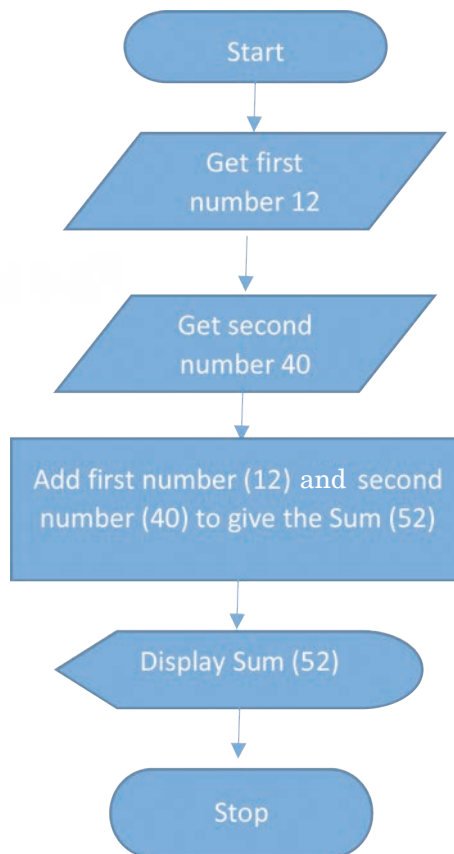 Start
Get first
number 12
Get second
number 40
Add first number (12) and second
number (40) to give the Sum (52)
Display Sum (52)
Stop